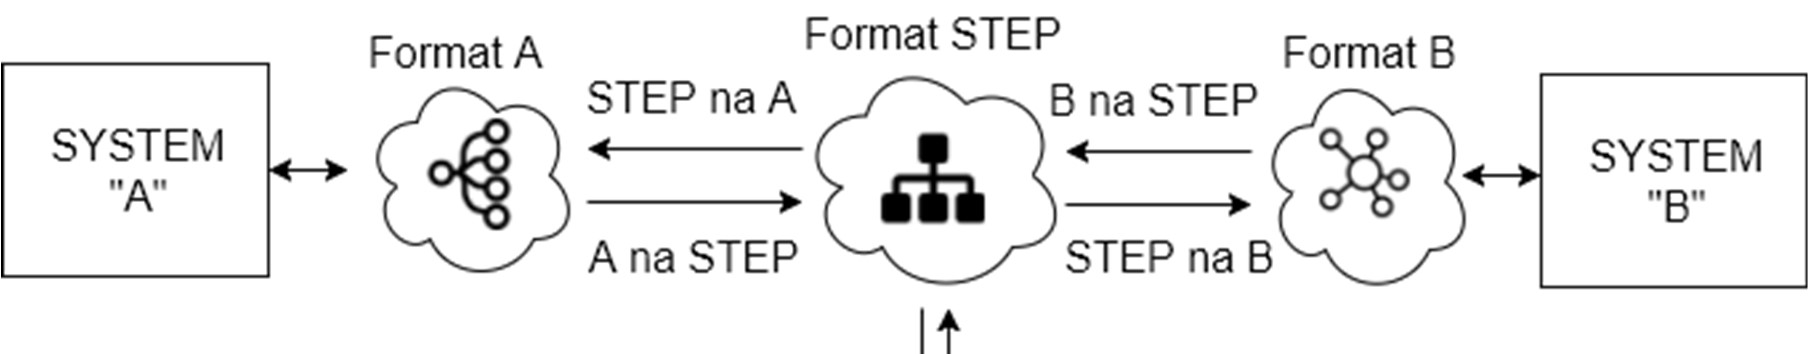 Format STEP
Format A
Format B
STEP na A
B na STEP
SYSTEM
"A"
SYSTEM
"B"
A na STEP
STEP na B